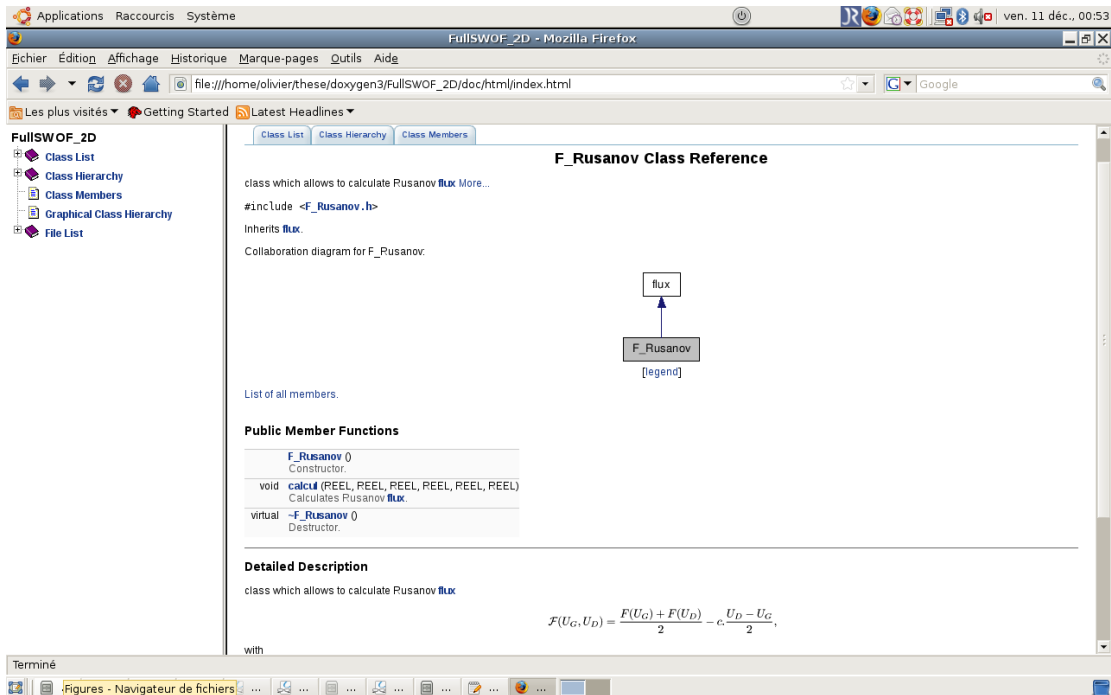 Applications Raccourcis Système ven. 11 déc., 00:53
FullSWOF_2D - Mozilla Firefox
Fichier Édition Affichage Historique Marque-pages Outils Aide
file:///home/olivier/these/doxygen3/FullSWOF_2D/doc/html/index.html Google
Les plus visités Getting Started Latest Headlines
FullSWOF_2D
Class List
Class Hierarchy
Class Members
Graphical Class Hierarchy
File List
Class List Class Hierarchy Class Members
F_Rusanov Class Reference
class which allows to calculate Rusanov flux More...
#include <F_Rusanov.h>
Inherits flux.
Collaboration diagram for F_Rusanov:
flux
F_Rusanov
[legend]
List of all members.
Public Member Functions
F_Rusanov ()
Constructor.
void calcul (REEL, REEL, REEL, REEL, REEL, REEL)
Calculates Rusanov flux.
virtual ~F_Rusanov ()
Destructor.
Detailed Description
class which allows to calculate Rusanov flux
F(U_G, U_D) = \frac{F(U_G) + F(U_D)}{2} - c.\frac{U_D - U_G}{2},
with
Terminé
Figures - Navigateur de fichiers ... ... ... ... ... ... ...